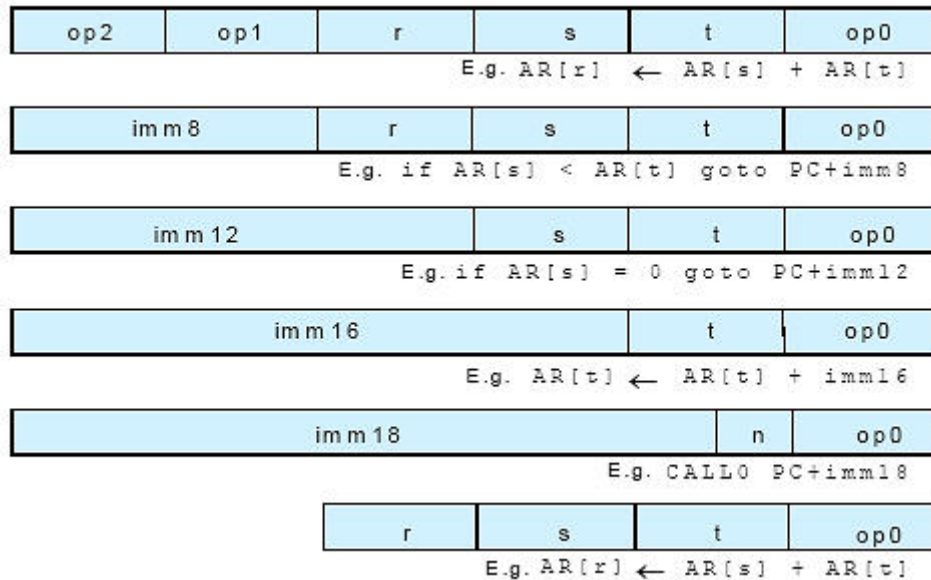 op2 op1 r s t op0
E.g. AR[r] ← AR[s] + AR[t]
imm8 r s t op0
E.g. if AR[s] < AR[t] goto PC+imm8
imm12 s t op0
E.g. if AR[s] = 0 goto PC+imm12
imm16 t op0
E.g. AR[t] ← AR[t] + imm16
imm18 n op0
E.g. CALL0 PC+imm18
r s t op0
E.g. AR[r] ← AR[s] + AR[t]